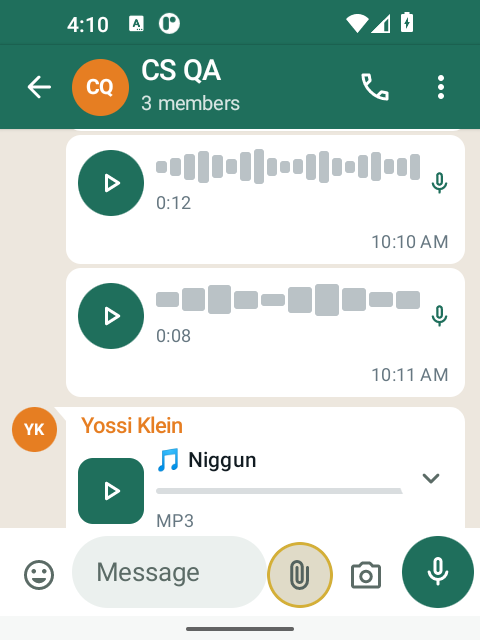 4:10
A
CQ
CS QA
3 members
0:12
10:10 AM
0:08
10:11 AM
YK
Yossi Klein
🎵 Niggun
MP3
Message